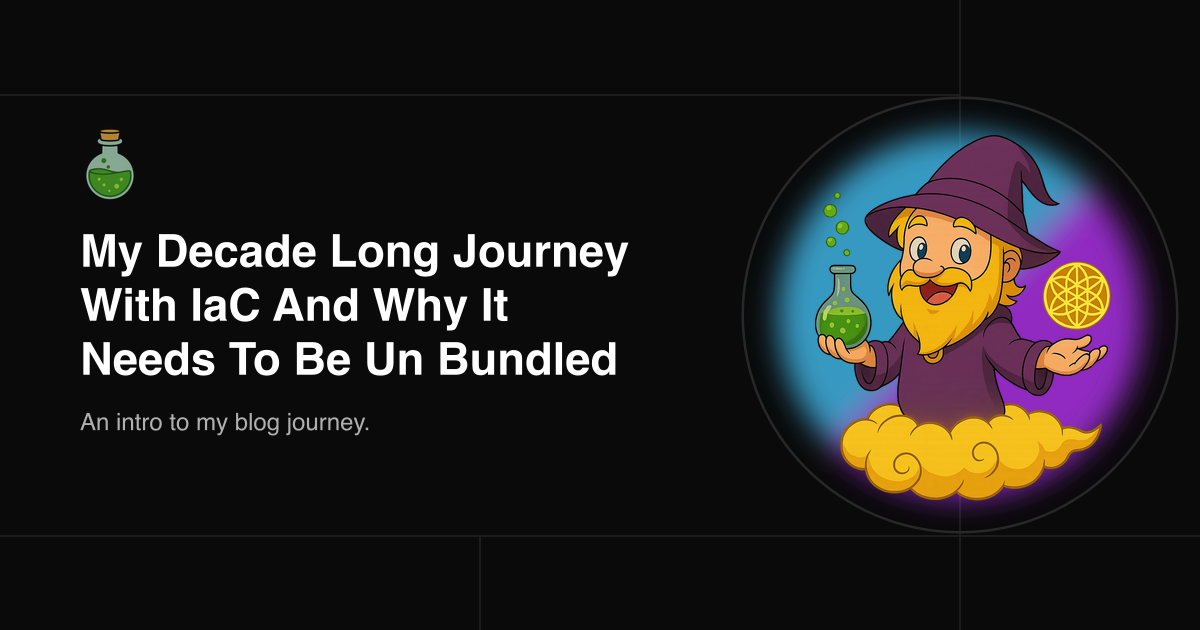 My Decade Long Journey
With IaC And Why It
Needs To Be Un Bundled
An intro to my blog journey.